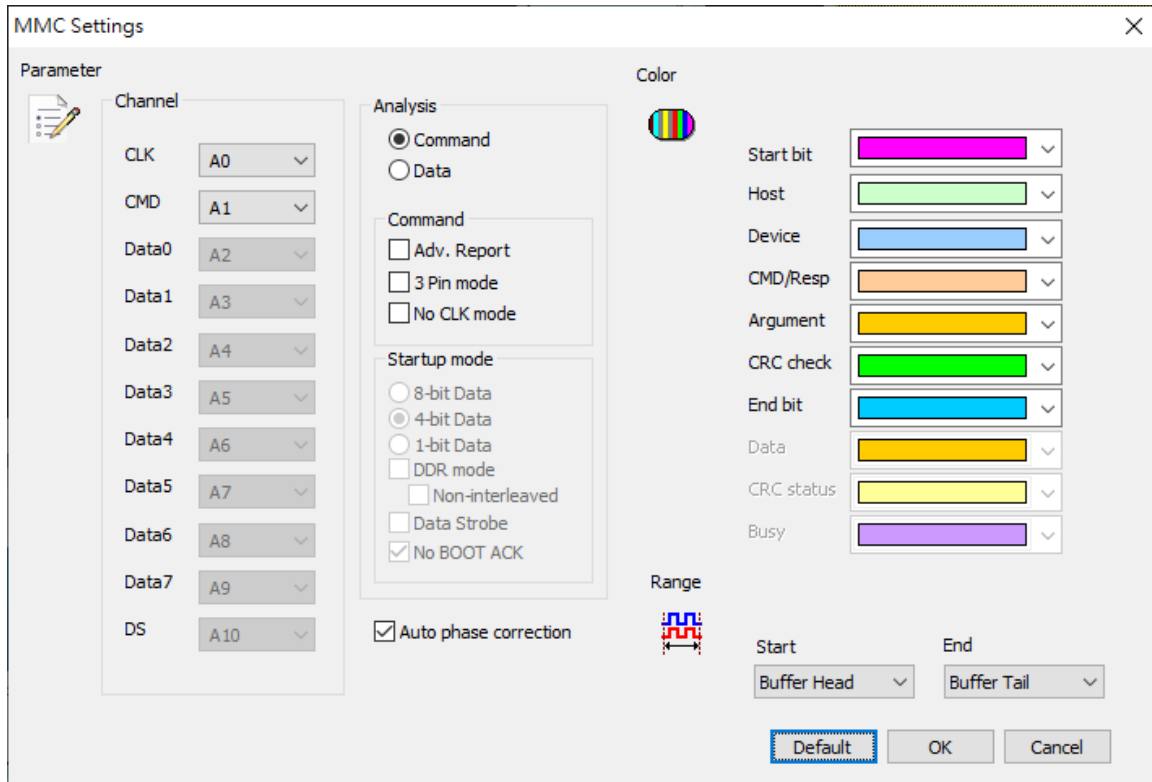 MMC Settings
Parameter
Channel
CLK A0
CMD A1
Data0 A2
Data1 A3
Data2 A4
Data3 A5
Data4 A6
Data5 A7
Data6 A8
Data7 A9
DS A10
Analysis
Command
Data
Command
Adv. Report
3 Pin mode
No CLK mode
Startup mode
8-bit Data
4-bit Data
1-bit Data
DDR mode
Non-interleaved
Data Strobe
No BOOT ACK
Auto phase correction
Color
Start bit
Host
Device
CMD/Resp
Argument
CRC check
End bit
Data
CRC status
Busy
Range
Start End
Buffer Head Buffer Tail
Default OK Cancel